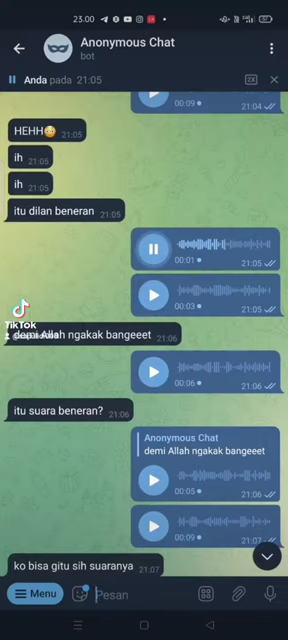 23.00
Anonymous Chat
bot
Anda pada 21:05
2X
00:09 21:04
HEHH😳 21:05
ih 21:05
ih 21:05
itu dilan beneran 21:05
00:01 21:05
00:03 21:05
TikTok
demi Allah ngakak bangeeet 21:06
00:06 21:06
itu suara beneran? 21:06
Anonymous Chat
demi Allah ngakak bangeeet
00:05 21:06
00:09 21:07
ko bisa gitu sih suaranya 21:07
Menu
Pesan